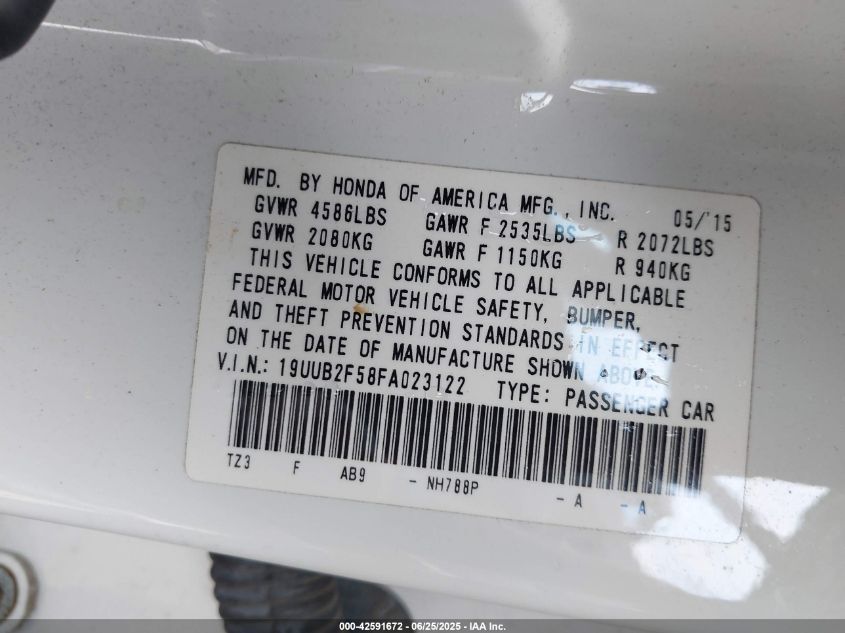 MFD. BY HONDA OF AMERICA MFG., INC. 05/'15
GVWR 4586LBS GAWR F 2535LBS R 2072LBS
GVWR 2080KG GAWR F 1150KG R 940KG
THIS VEHICLE CONFORMS TO ALL APPLICABLE
FEDERAL MOTOR VEHICLE SAFETY, BUMPER,
AND THEFT PREVENTION STANDARDS IN EFFECT
ON THE DATE OF MANUFACTURE SHOWN ABOVE.
V.I.N.: 19UUB2F58FA023122 TYPE: PASSENGER CAR
TZ3 F AB9 - NH788P - A - A
000-42591672 06/25/2025 - IAA Inc.